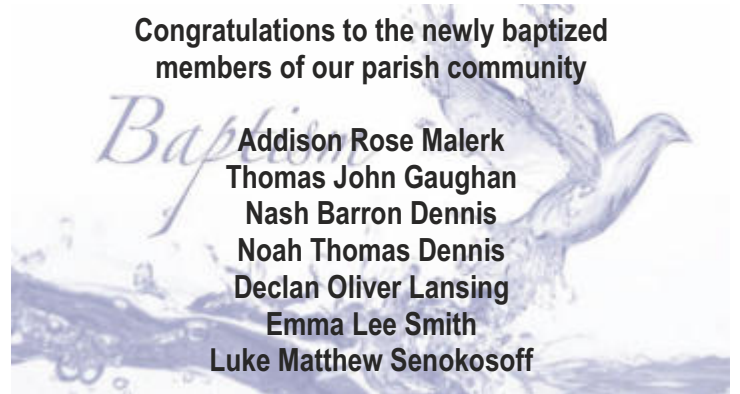 Congratulations to the newly baptized
members of our parish community
Baptism
Addison Rose Malerk
Thomas John Gaughan
Nash Barron Dennis
Noah Thomas Dennis
Declan Oliver Lansing
Emma Lee Smith
Luke Matthew Senokosoff